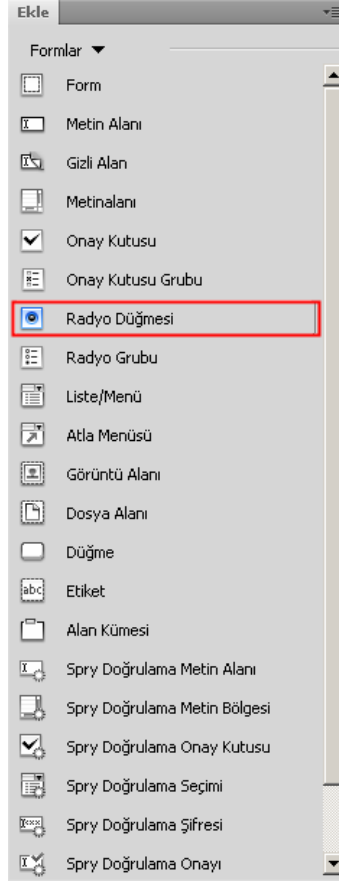 Ekle
Formlar
Form
Metin Alanı
Gizli Alan
Metinalanı
Onay Kutusu
Onay Kutusu Grubu
Radyo Düğmesi
Radyo Grubu
Liste/Menü
Atla Menüsü
Görüntü Alanı
Dosya Alanı
Düğme
abc Etiket
Alan Kümesi
Spry Doğrulama Metin Alanı
Spry Doğrulama Metin Bölgesi
Spry Doğrulama Onay Kutusu
Spry Doğrulama Seçimi
Spry Doğrulama Şifresi
Spry Doğrulama Onayı